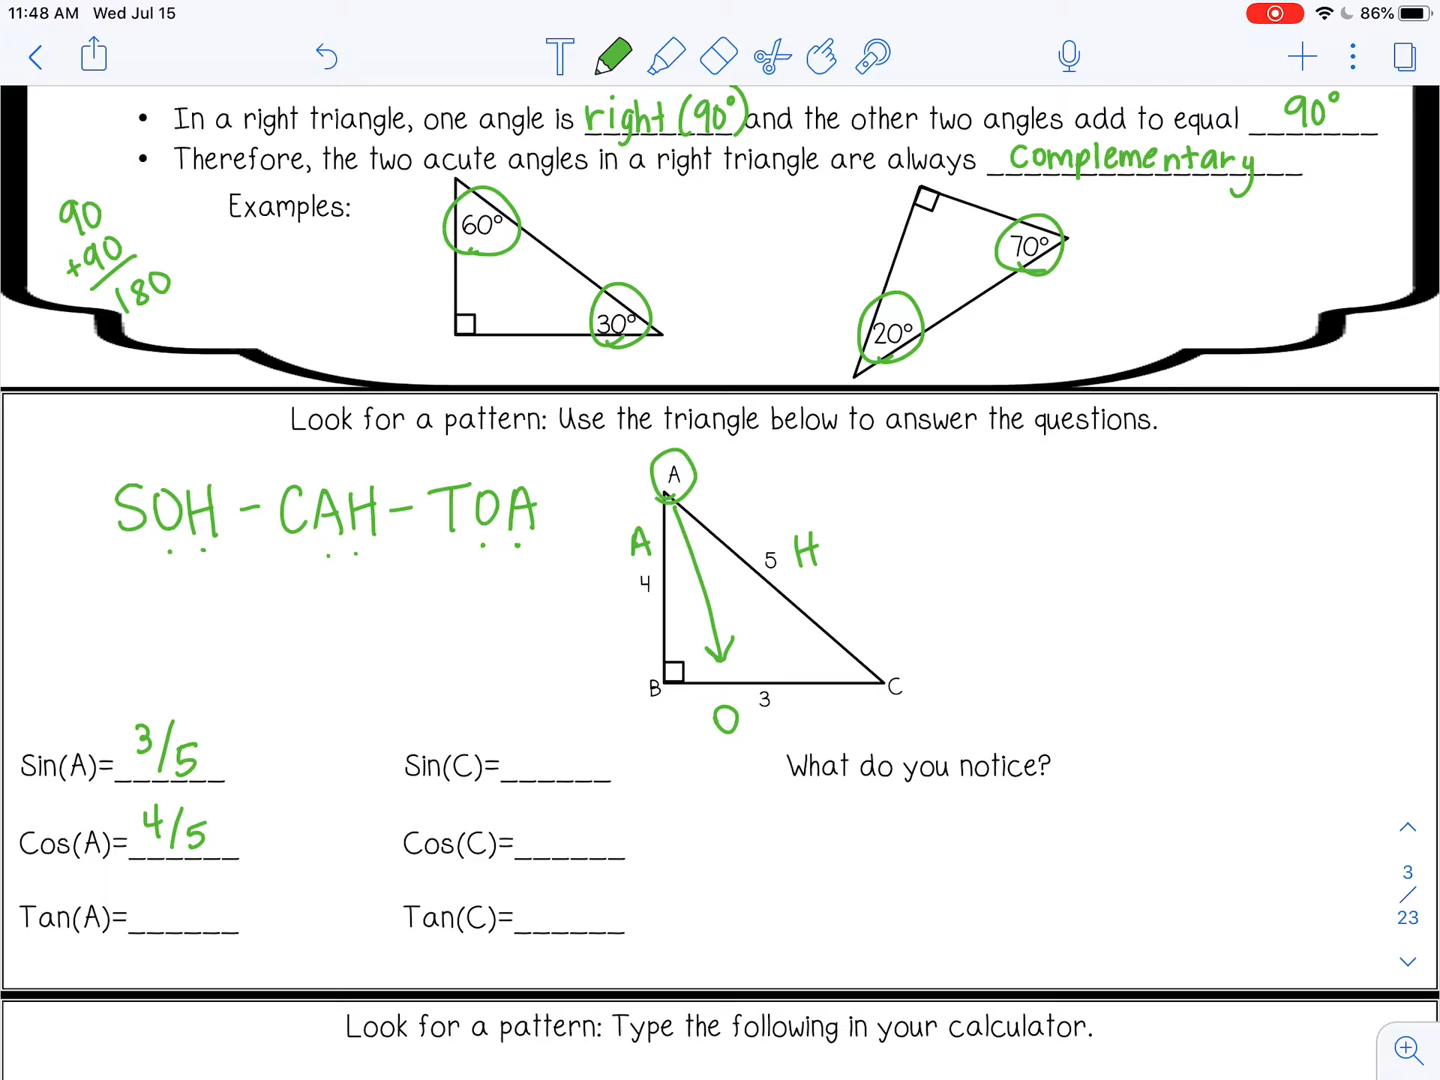 11:48 AM Wed Jul 15
86%
• In a right triangle, one angle is right (90°) and the other two angles add to equal 90°
• Therefore, the two acute angles in a right triangle are always complementary
Examples:
90
+90
180
60°
30°
70°
20°
Look for a pattern: Use the triangle below to answer the questions.
SOH - CAH - TOA
A
A
4
5 H
B
3
C
O
Sin(A)= 3/5
Sin(C)=______
What do you notice?
Cos(A)= 4/5
Cos(C)=______
Tan(A)=______
Tan(C)=______
3
/
23
Look for a pattern: Type the following in your calculator.